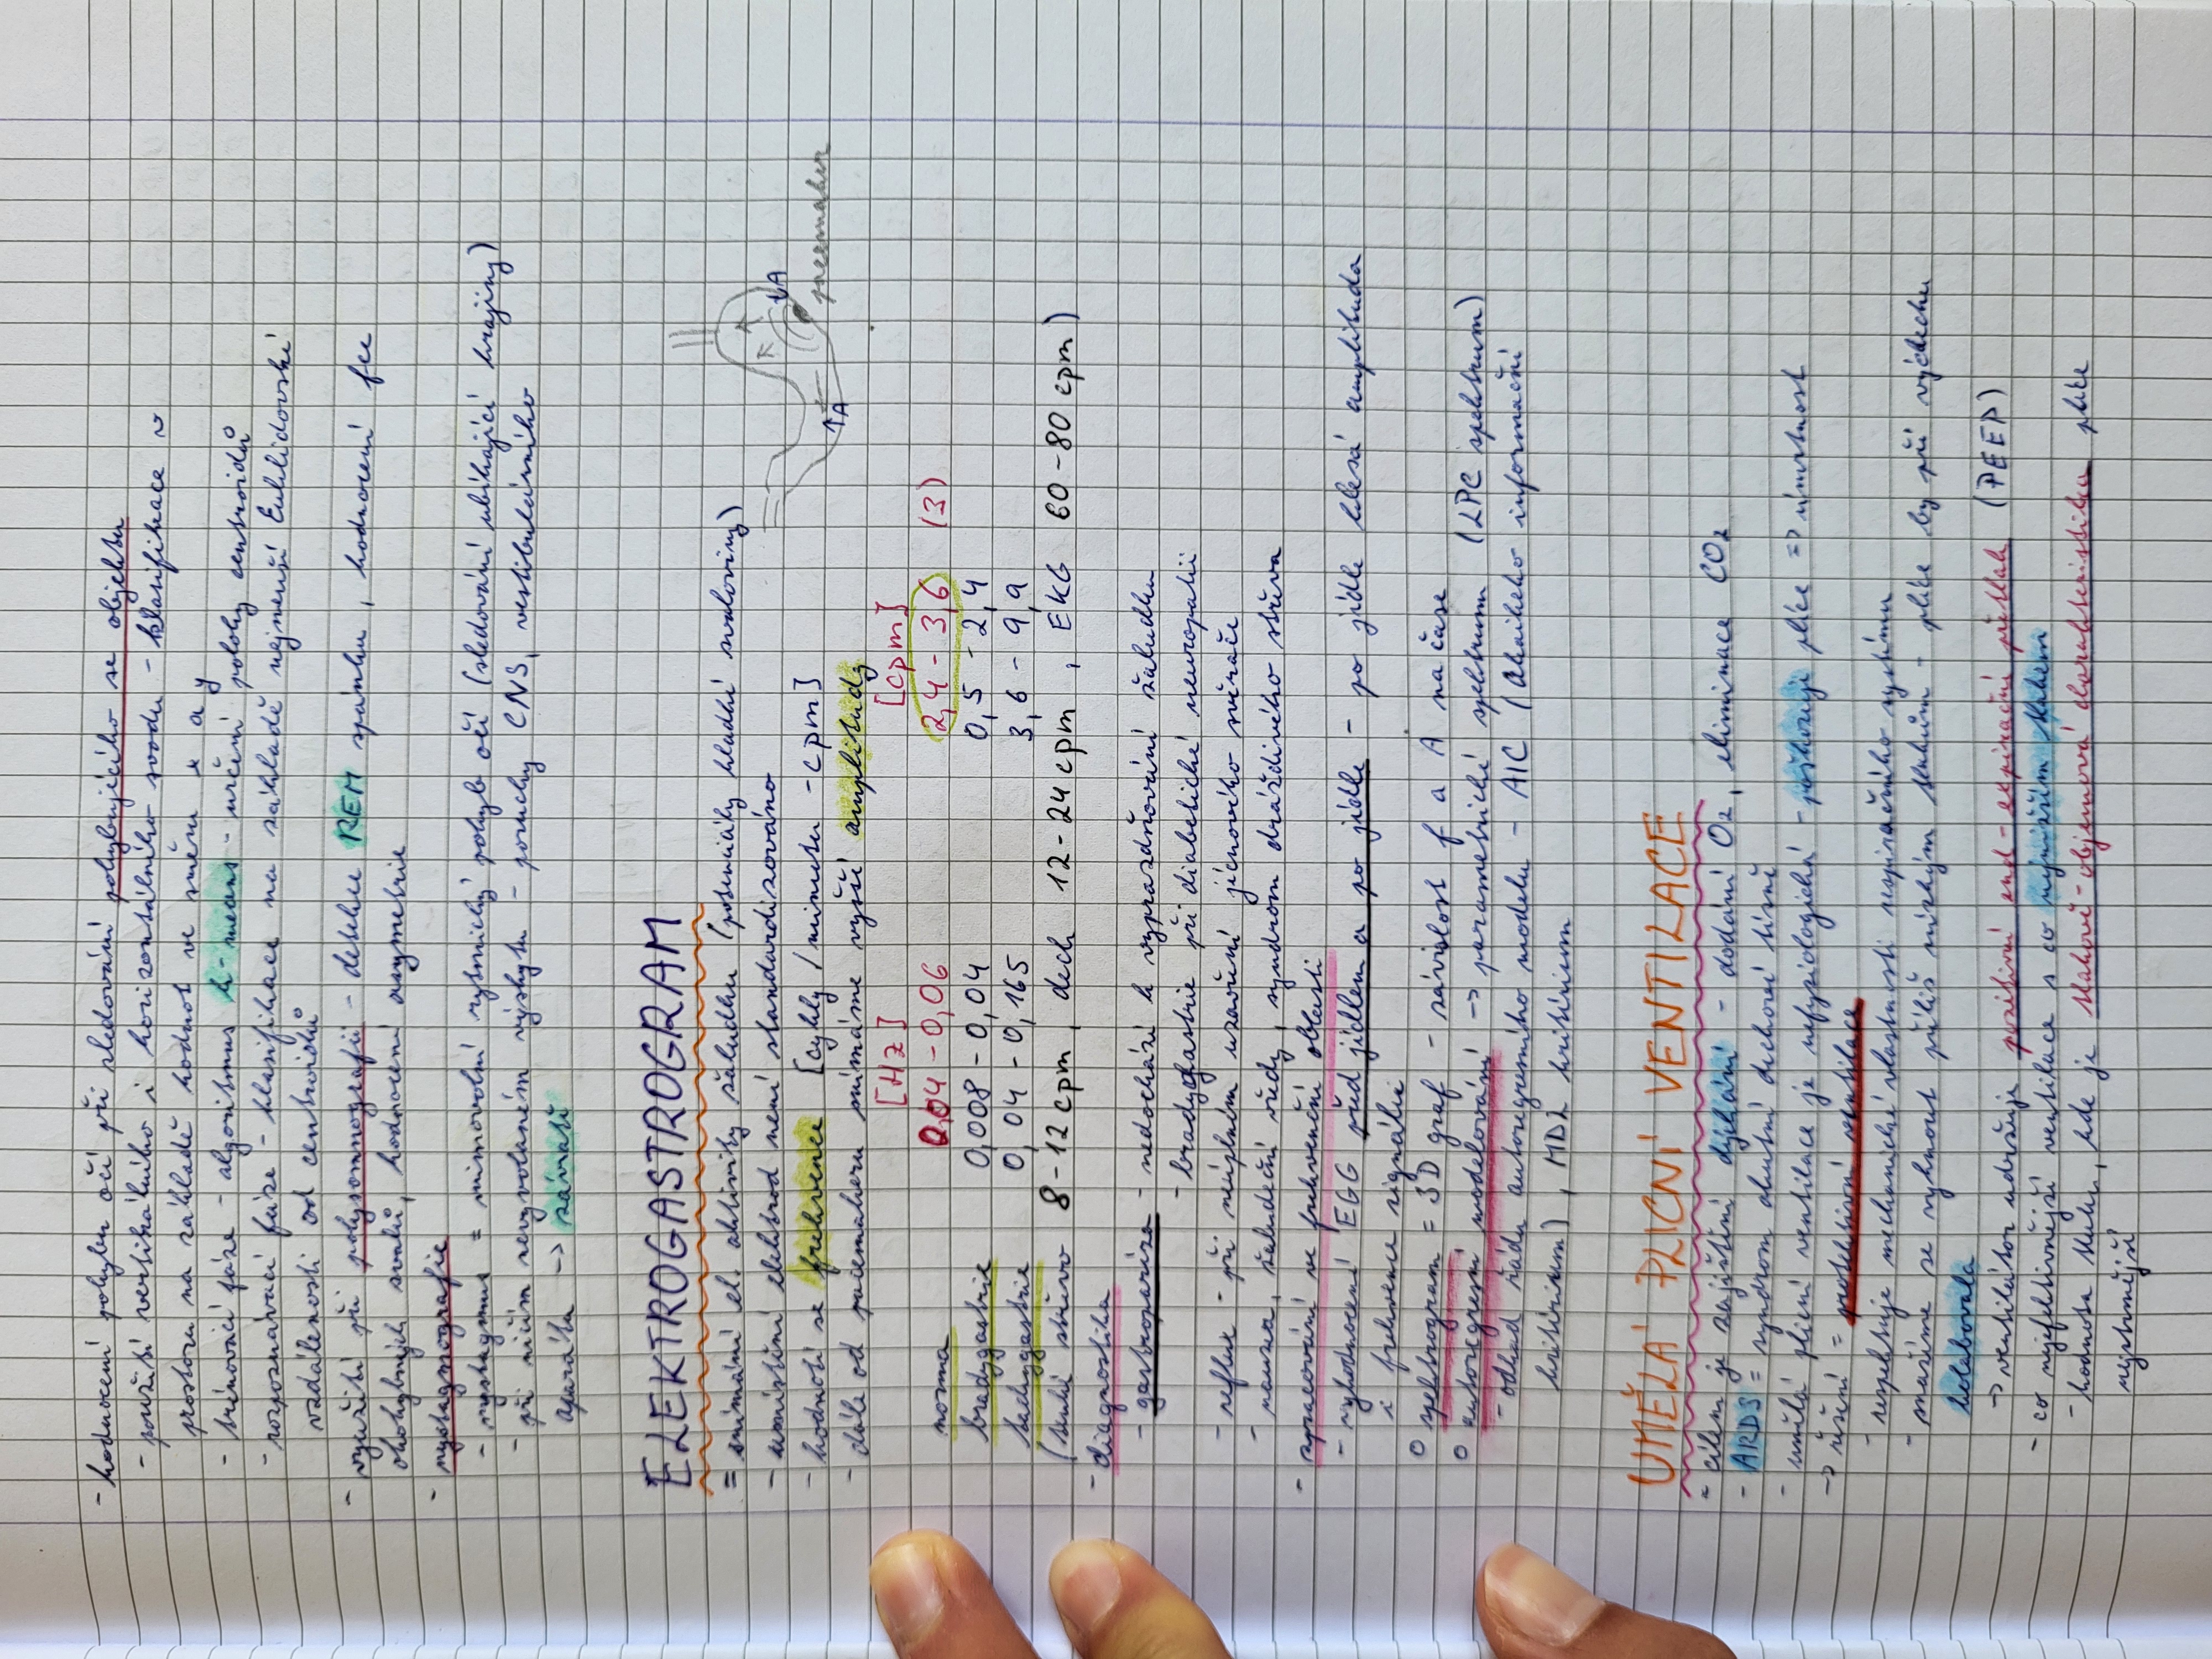 - hodnocení pohybu očí při sledování pohybujícího se objektu
- použití vertikálního i horizontálního svodu - klasifikace v
prostoru na základě hodnot ve směru x a y
- trénovací fáze - algoritmus k-means - určení polohy centroidů
- rozpoznávací fáze - klasifikace na základě nejmenší Euklidovské
vzdálenosti od centroidů
- využití při polysomnografii - detekce REM spánku, hodnocení fce
okohybných svalů, hodnocení asymetrie
- nystagmografie
- nystagmus = mimovolní rytmický pohyb očí (sledování ubíhající krajiny)
- při ničím nevyvolaném výskytu - poruchy CNS, vestibulárního
aparátu -> závratě
ELEKTROGASTROGRAM
= snímání el. aktivity žaludku (potenciály hladké svaloviny)
- umístění elektrod není standardizováno
- hodnotí se frekvence [cykly/minutu - cpm]
- dále od pacemakeru snímáme vyšší amplitudy
↓A
pacemaker
↑A
[Hz] [cpm]
norma 0,04 - 0,06 2,4 - 3,6 (3)
bradygastrie 0,008 - 0,04 0,5 - 2,4
tachygastrie 0,04 - 0,165 3,6 - 9,9
(tenké střevo 8-12 cpm, dech 12-24 cpm, EKG 60-80 cpm)
- diagnostika
- gastroparéza - nedochází k vyprazdňování žaludku
- bradygastrie při diabetické neuropatii
- reflux - při neúplném uzavření jícnového svěrače
- nauzea, žaludeční vředy, syndrom dráždivého střeva
- zpracování ve frekvenční oblasti
- vyhodnocení EGG před jídlem a po jídle - po jídle klesá amplituda
i frekvence signálu
o spektrogram = 3D graf - závislost f a A na čase
o autoregresní modelování -> parametrické spektrum (LPC spektrum)
- odhad řádu autoregresního modelu - AIC (Akaikeho informační
kritérium), MDL kritérium
UMĚLÁ PLICNÍ VENTILACE
- cílem je zajištění dýchání - dodání O2, eliminace CO2
- ARDS = syndrom akutní dechové tísně
- umělá plicní ventilace je nefyziologická - poškozuje plíce => úmrtnost
-> řešení = protektivní ventilace
- respektuje mechanické vlastnosti respiračního systému
- snažíme se vyhnout příliš nízkým tlakům - plíce by při výdechu
kolabovala
-> ventilátor udržuje pozitivní end-expirační přetlak (PEEP)
- co nejefektivnější ventilace s co nejnižším tlakem
- hodnota tlaku, kde je tlakově-objemová charakteristika plíce
nejstrmější